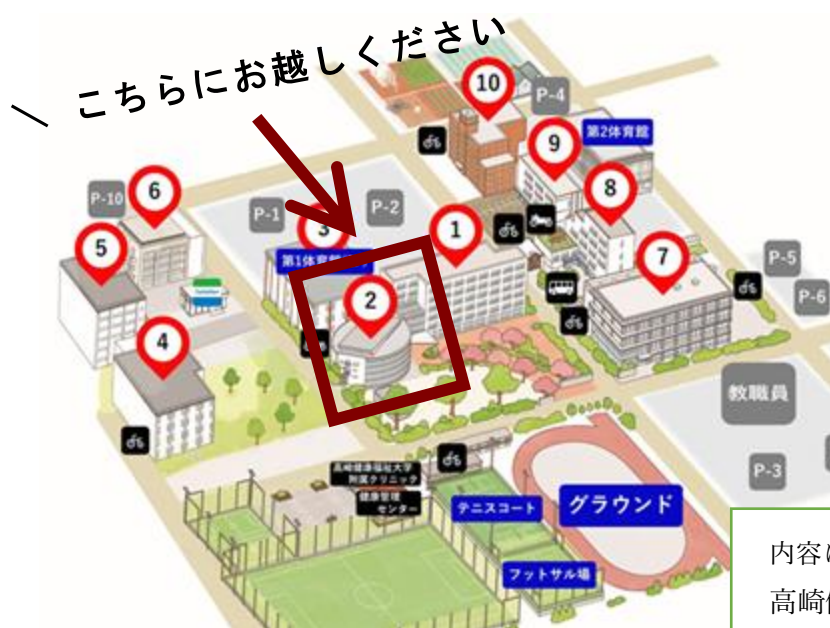 \ こちらにお越しください
10
P-4
第2体育館
9
6
P-10
8
P-1
P-2
3
1
5
第1体育館
7
P-5
2
P-6
4
教職員
高崎健康福祉大学
附属クリニック
健康管理
センター
P-3
テニスコート
グラウンド
フットサル場
内容に
高崎健